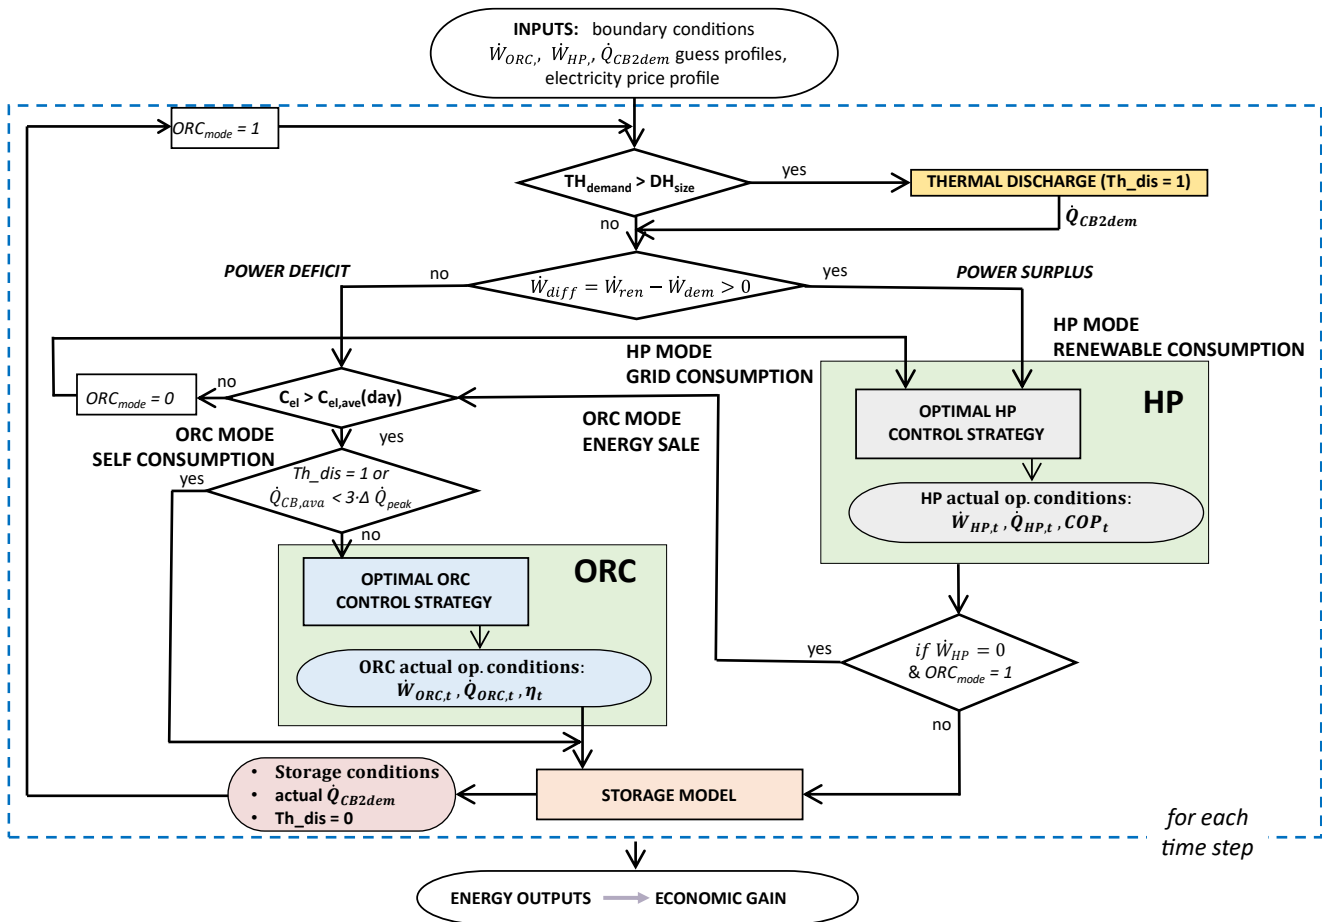 INPUTS: boundary conditions
Ẇ_ORC, Ẇ_HP, Q̇_CB2dem guess profiles,
electricity price profile
ORC_mode = 1
TH_demand > DH_size
yes
THERMAL DISCHARGE (Th_dis = 1)
no
Q̇_CB2dem
POWER DEFICIT
no
Ẇ_diff = Ẇ_ren − Ẇ_dem > 0
yes
POWER SURPLUS
HP MODE
RENEWABLE CONSUMPTION
HP MODE
GRID CONSUMPTION
ORC_mode = 0
no
C_el > C_el,ave(day)
yes
ORC MODE
ENERGY SALE
OPTIMAL HP
CONTROL STRATEGY
HP
ORC MODE
SELF CONSUMPTION
yes
Th_dis = 1 or
Q̇_CB,ava < 3·Δ Q̇_peak
no
HP actual op. conditions:
Ẇ_HP,t , Q̇_HP,t , COP_t
OPTIMAL ORC
CONTROL STRATEGY
ORC
ORC actual op. conditions:
Ẇ_ORC,t , Q̇_ORC,t , η_t
yes
if Ẇ_HP = 0
& ORC_mode = 1
no
• Storage conditions
• actual Q̇_CB2dem
• Th_dis = 0
STORAGE MODEL
for each
time step
ENERGY OUTPUTS → ECONOMIC GAIN